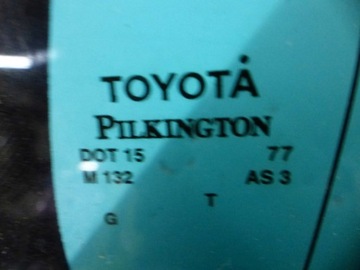 TOYOTA
PILKINGTON
DOT 15 77
M 132 AS 3
T
G